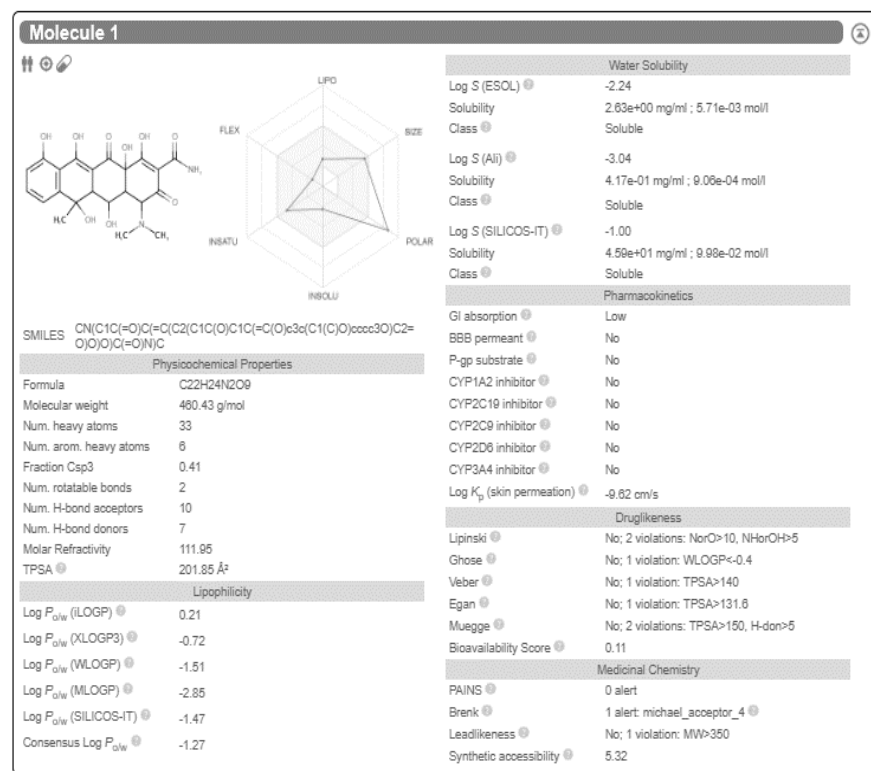 Molecule 1
OH OH O OH O
OH
NH₂
O
H₃C OH OH
N
H₃C CH₃
LIPO
FLEX SIZE
INSATU POLAR
INSOLU
SMILES CN(C1C(=O)C(=C(C2(C1C(O)C1C(=C(O)c3c(C1(C)O)cccc3O)C2=
O)O)O)C(=O)N)C
Physicochemical Properties
Formula C22H24N2O9
Molecular weight 460.43 g/mol
Num. heavy atoms 33
Num. arom. heavy atoms 6
Fraction Csp3 0.41
Num. rotatable bonds 2
Num. H-bond acceptors 10
Num. H-bond donors 7
Molar Refractivity 111.95
TPSA 201.85 Å²
Lipophilicity
Log Po/w (iLOGP) 0.21
Log Po/w (XLOGP3) -0.72
Log Po/w (WLOGP) -1.51
Log Po/w (MLOGP) -2.85
Log Po/w (SILICOS-IT) -1.47
Consensus Log Po/w -1.27
Water Solubility
Log S (ESOL) -2.24
Solubility 2.63e+00 mg/ml ; 5.71e-03 mol/l
Class Soluble
Log S (Ali) -3.04
Solubility 4.17e-01 mg/ml ; 9.06e-04 mol/l
Class Soluble
Log S (SILICOS-IT) -1.00
Solubility 4.59e+01 mg/ml ; 9.98e-02 mol/l
Class Soluble
Pharmacokinetics
GI absorption Low
BBB permeant No
P-gp substrate No
CYP1A2 inhibitor No
CYP2C19 inhibitor No
CYP2C9 inhibitor No
CYP2D6 inhibitor No
CYP3A4 inhibitor No
Log Kp (skin permeation) -9.62 cm/s
Druglikeness
Lipinski No; 2 violations: NorO>10, NHorOH>5
Ghose No; 1 violation: WLOGP<-0.4
Veber No; 1 violation: TPSA>140
Egan No; 1 violation: TPSA>131.6
Muegge No; 2 violations: TPSA>150, H-don>5
Bioavailability Score 0.11
Medicinal Chemistry
PAINS 0 alert
Brenk 1 alert: michael_acceptor_4
Leadlikeness No; 1 violation: MW>350
Synthetic accessibility 5.32